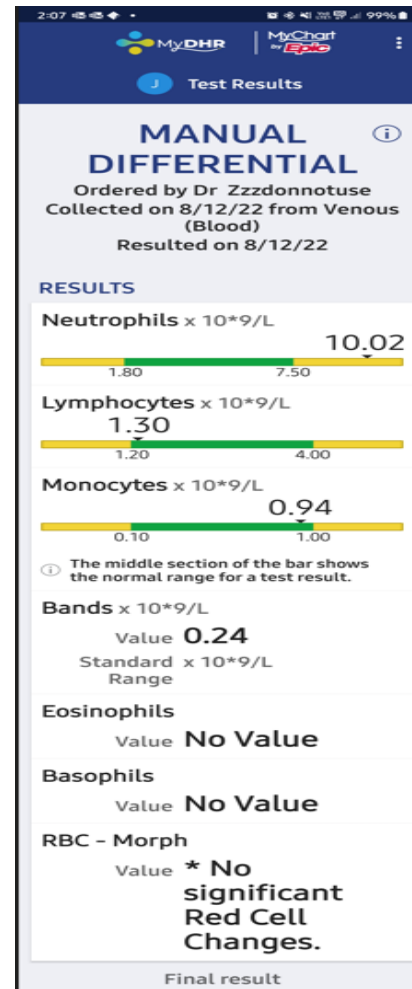 2:07
99%
MyDHR
MyChart
by Epic
J Test Results
MANUAL
DIFFERENTIAL
Ordered by Dr Zzzdonnotuse
Collected on 8/12/22 from Venous
(Blood)
Resulted on 8/12/22
RESULTS
Neutrophils x 10*9/L
10.02
1.80 7.50
Lymphocytes x 10*9/L
1.30
1.20 4.00
Monocytes x 10*9/L
0.94
0.10 1.00
The middle section of the bar shows
the normal range for a test result.
Bands x 10*9/L
Value 0.24
Standard x 10*9/L
Range
Eosinophils
Value No Value
Basophils
Value No Value
RBC - Morph
Value * No
significant
Red Cell
Changes.
Final result